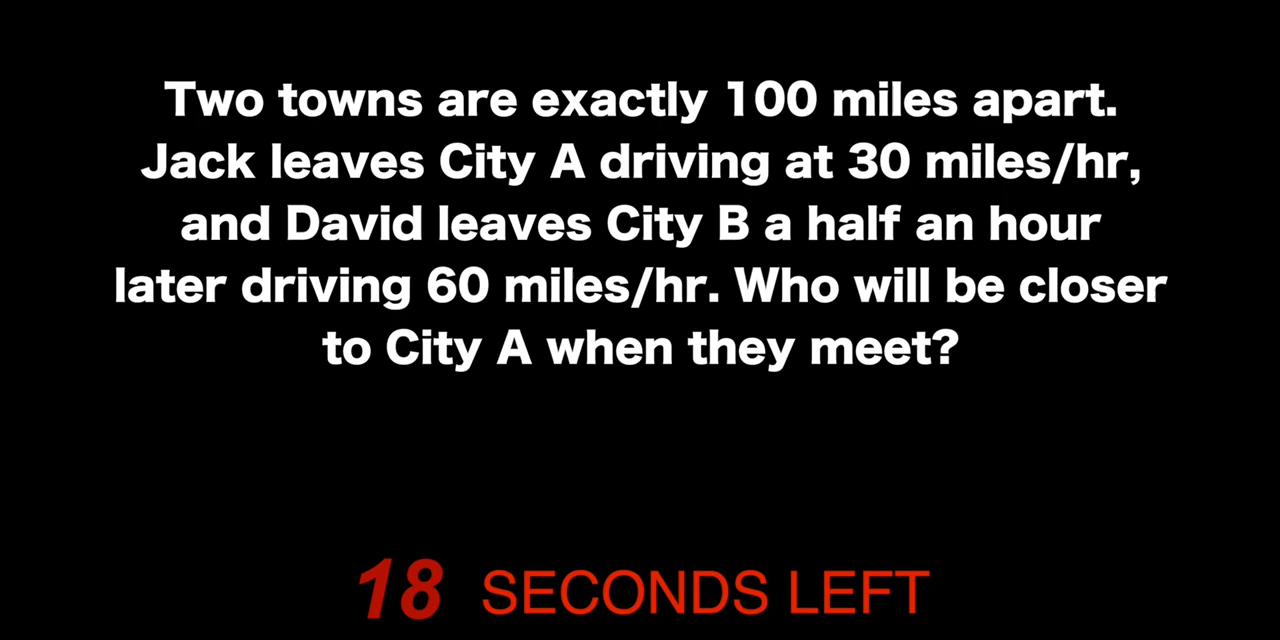 Two towns are exactly 100 miles apart.
Jack leaves City A driving at 30 miles/hr,
and David leaves City B a half an hour
later driving 60 miles/hr. Who will be closer
to City A when they meet?
18 SECONDS LEFT